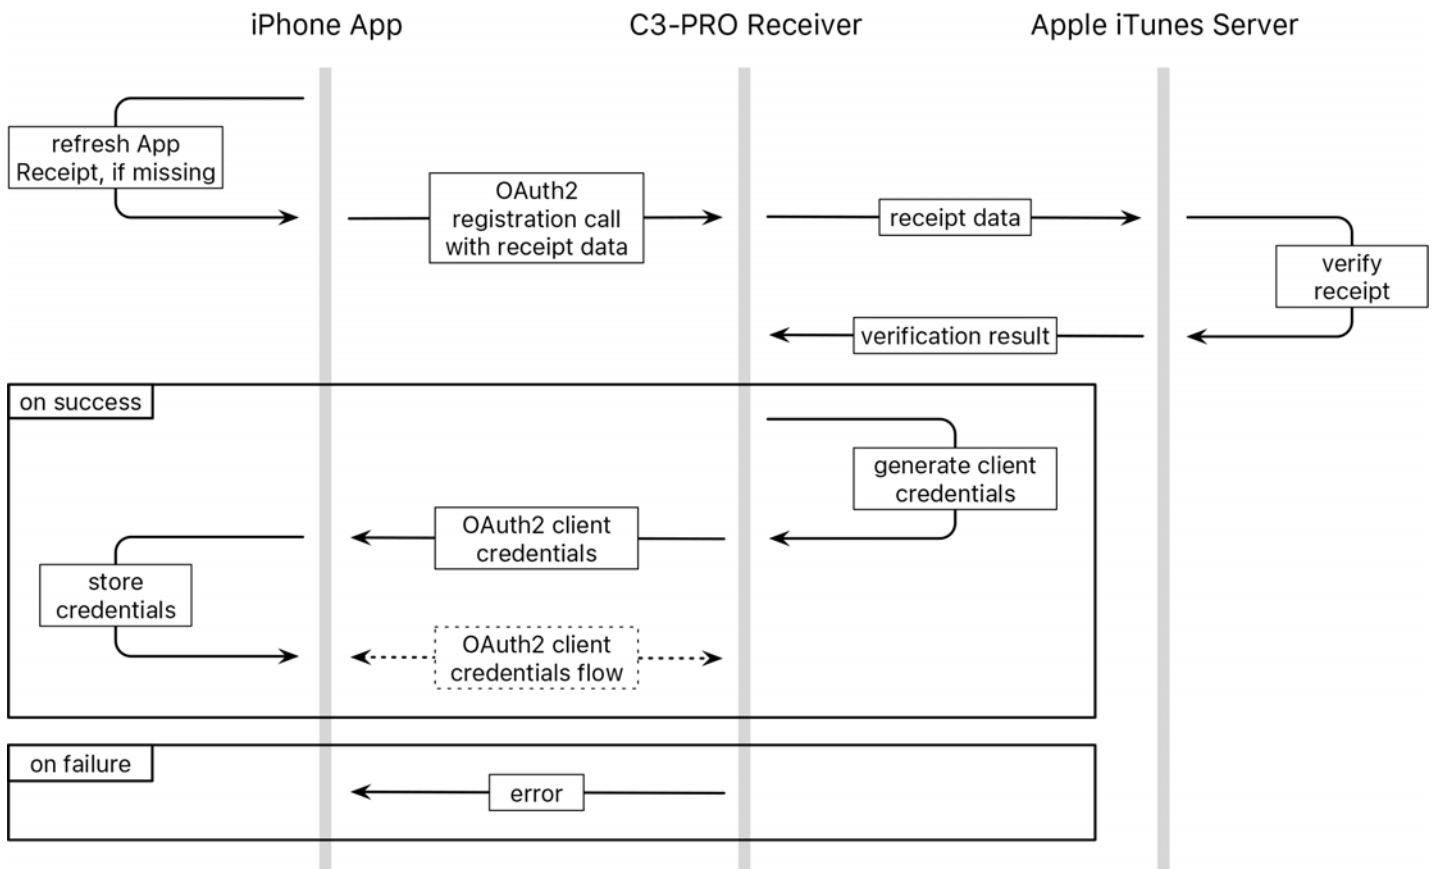 iPhone App
C3-PRO Receiver
Apple iTunes Server
refresh App
Receipt, if missing
OAuth2
registration call
with receipt data
receipt data
verify
receipt
verification result
on success
generate client
credentials
OAuth2 client
credentials
store
credentials
OAuth2 client
credentials flow
on failure
error